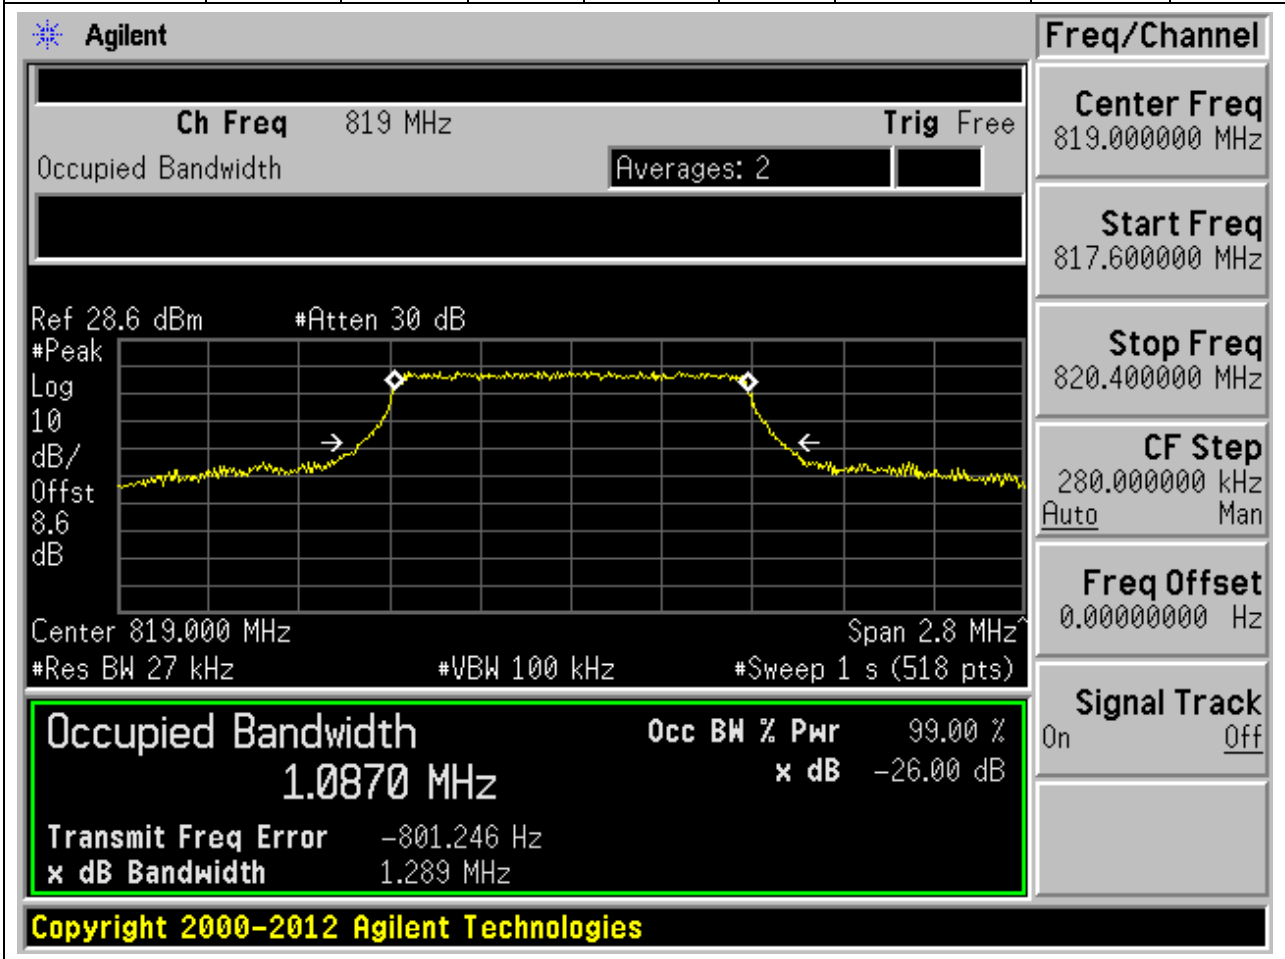 Agilent
Freq/Channel
Ch Freq 819 MHz Trig Free
Occupied Bandwidth Averages: 2
Center Freq
819.000000 MHz
Start Freq
817.600000 MHz
Stop Freq
820.400000 MHz
CF Step
280.000000 kHz
Auto Man
Freq Offset
0.00000000 Hz
Signal Track
On Off
Ref 28.6 dBm #Atten 30 dB
#Peak
Log
10
dB/
Offst
8.6
dB
Center 819.000 MHz Span 2.8 MHz^
#Res BW 27 kHz #VBW 100 kHz #Sweep 1 s (518 pts)
Occupied Bandwidth Occ BW % Pwr 99.00 %
1.0870 MHz x dB -26.00 dB
Transmit Freq Error -801.246 Hz
x dB Bandwidth 1.289 MHz
Copyright 2000-2012 Agilent Technologies